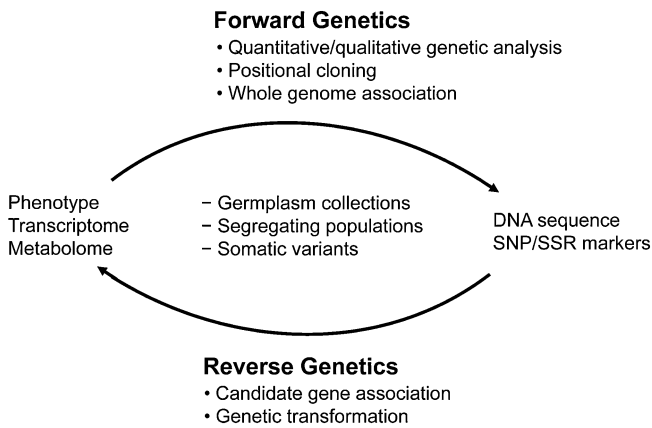 Forward Genetics
• Quantitative/qualitative genetic analysis
• Positional cloning
• Whole genome association
Phenotype
Transcriptome
Metabolome
− Germplasm collections
− Segregating populations
− Somatic variants
DNA sequence
SNP/SSR markers
Reverse Genetics
• Candidate gene association
• Genetic transformation